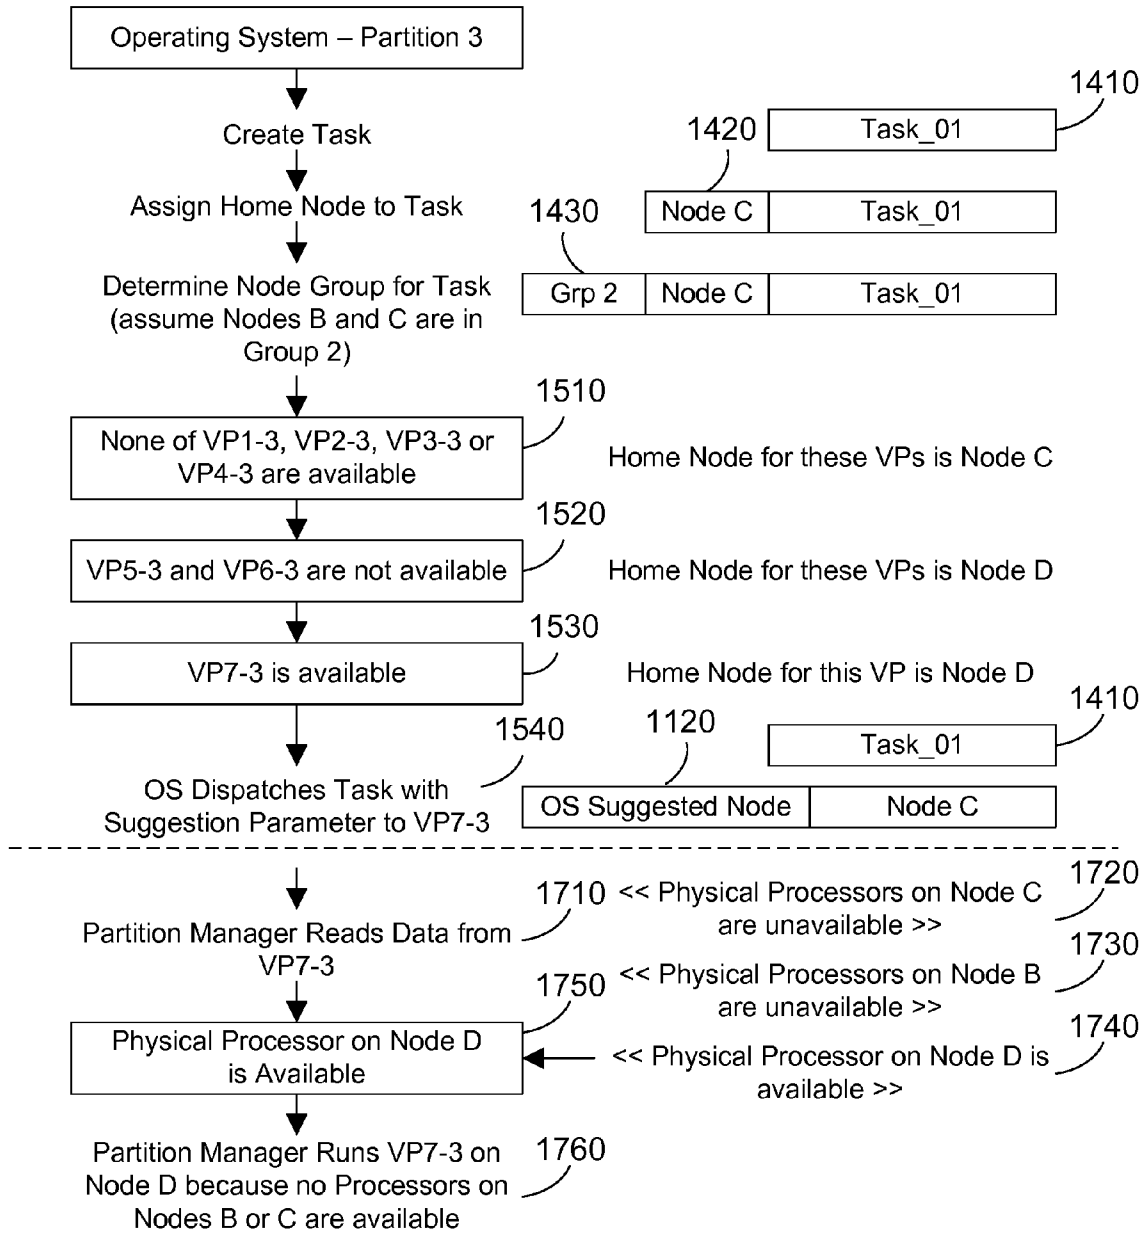 Operating System – Partition 3
1410
Create Task
1420
Task_01
Assign Home Node to Task
1430
Node C
Task_01
Determine Node Group for Task
(assume Nodes B and C are in
Group 2)
Grp 2
Node C
Task_01
1510
None of VP1-3, VP2-3, VP3-3 or
VP4-3 are available
Home Node for these VPs is Node C
1520
VP5-3 and VP6-3 are not available
Home Node for these VPs is Node D
1530
VP7-3 is available
Home Node for this VP is Node D
1410
1540
1120
Task_01
OS Dispatches Task with
Suggestion Parameter to VP7-3
OS Suggested Node
Node C
1710
<< Physical Processors on Node C
are unavailable >>
1720
Partition Manager Reads Data from
VP7-3
<< Physical Processors on Node B
are unavailable >>
1730
1750
Physical Processor on Node D
is Available
<< Physical Processor on Node D is
available >>
1740
Partition Manager Runs VP7-3 on
Node D because no Processors on
Nodes B or C are available
1760